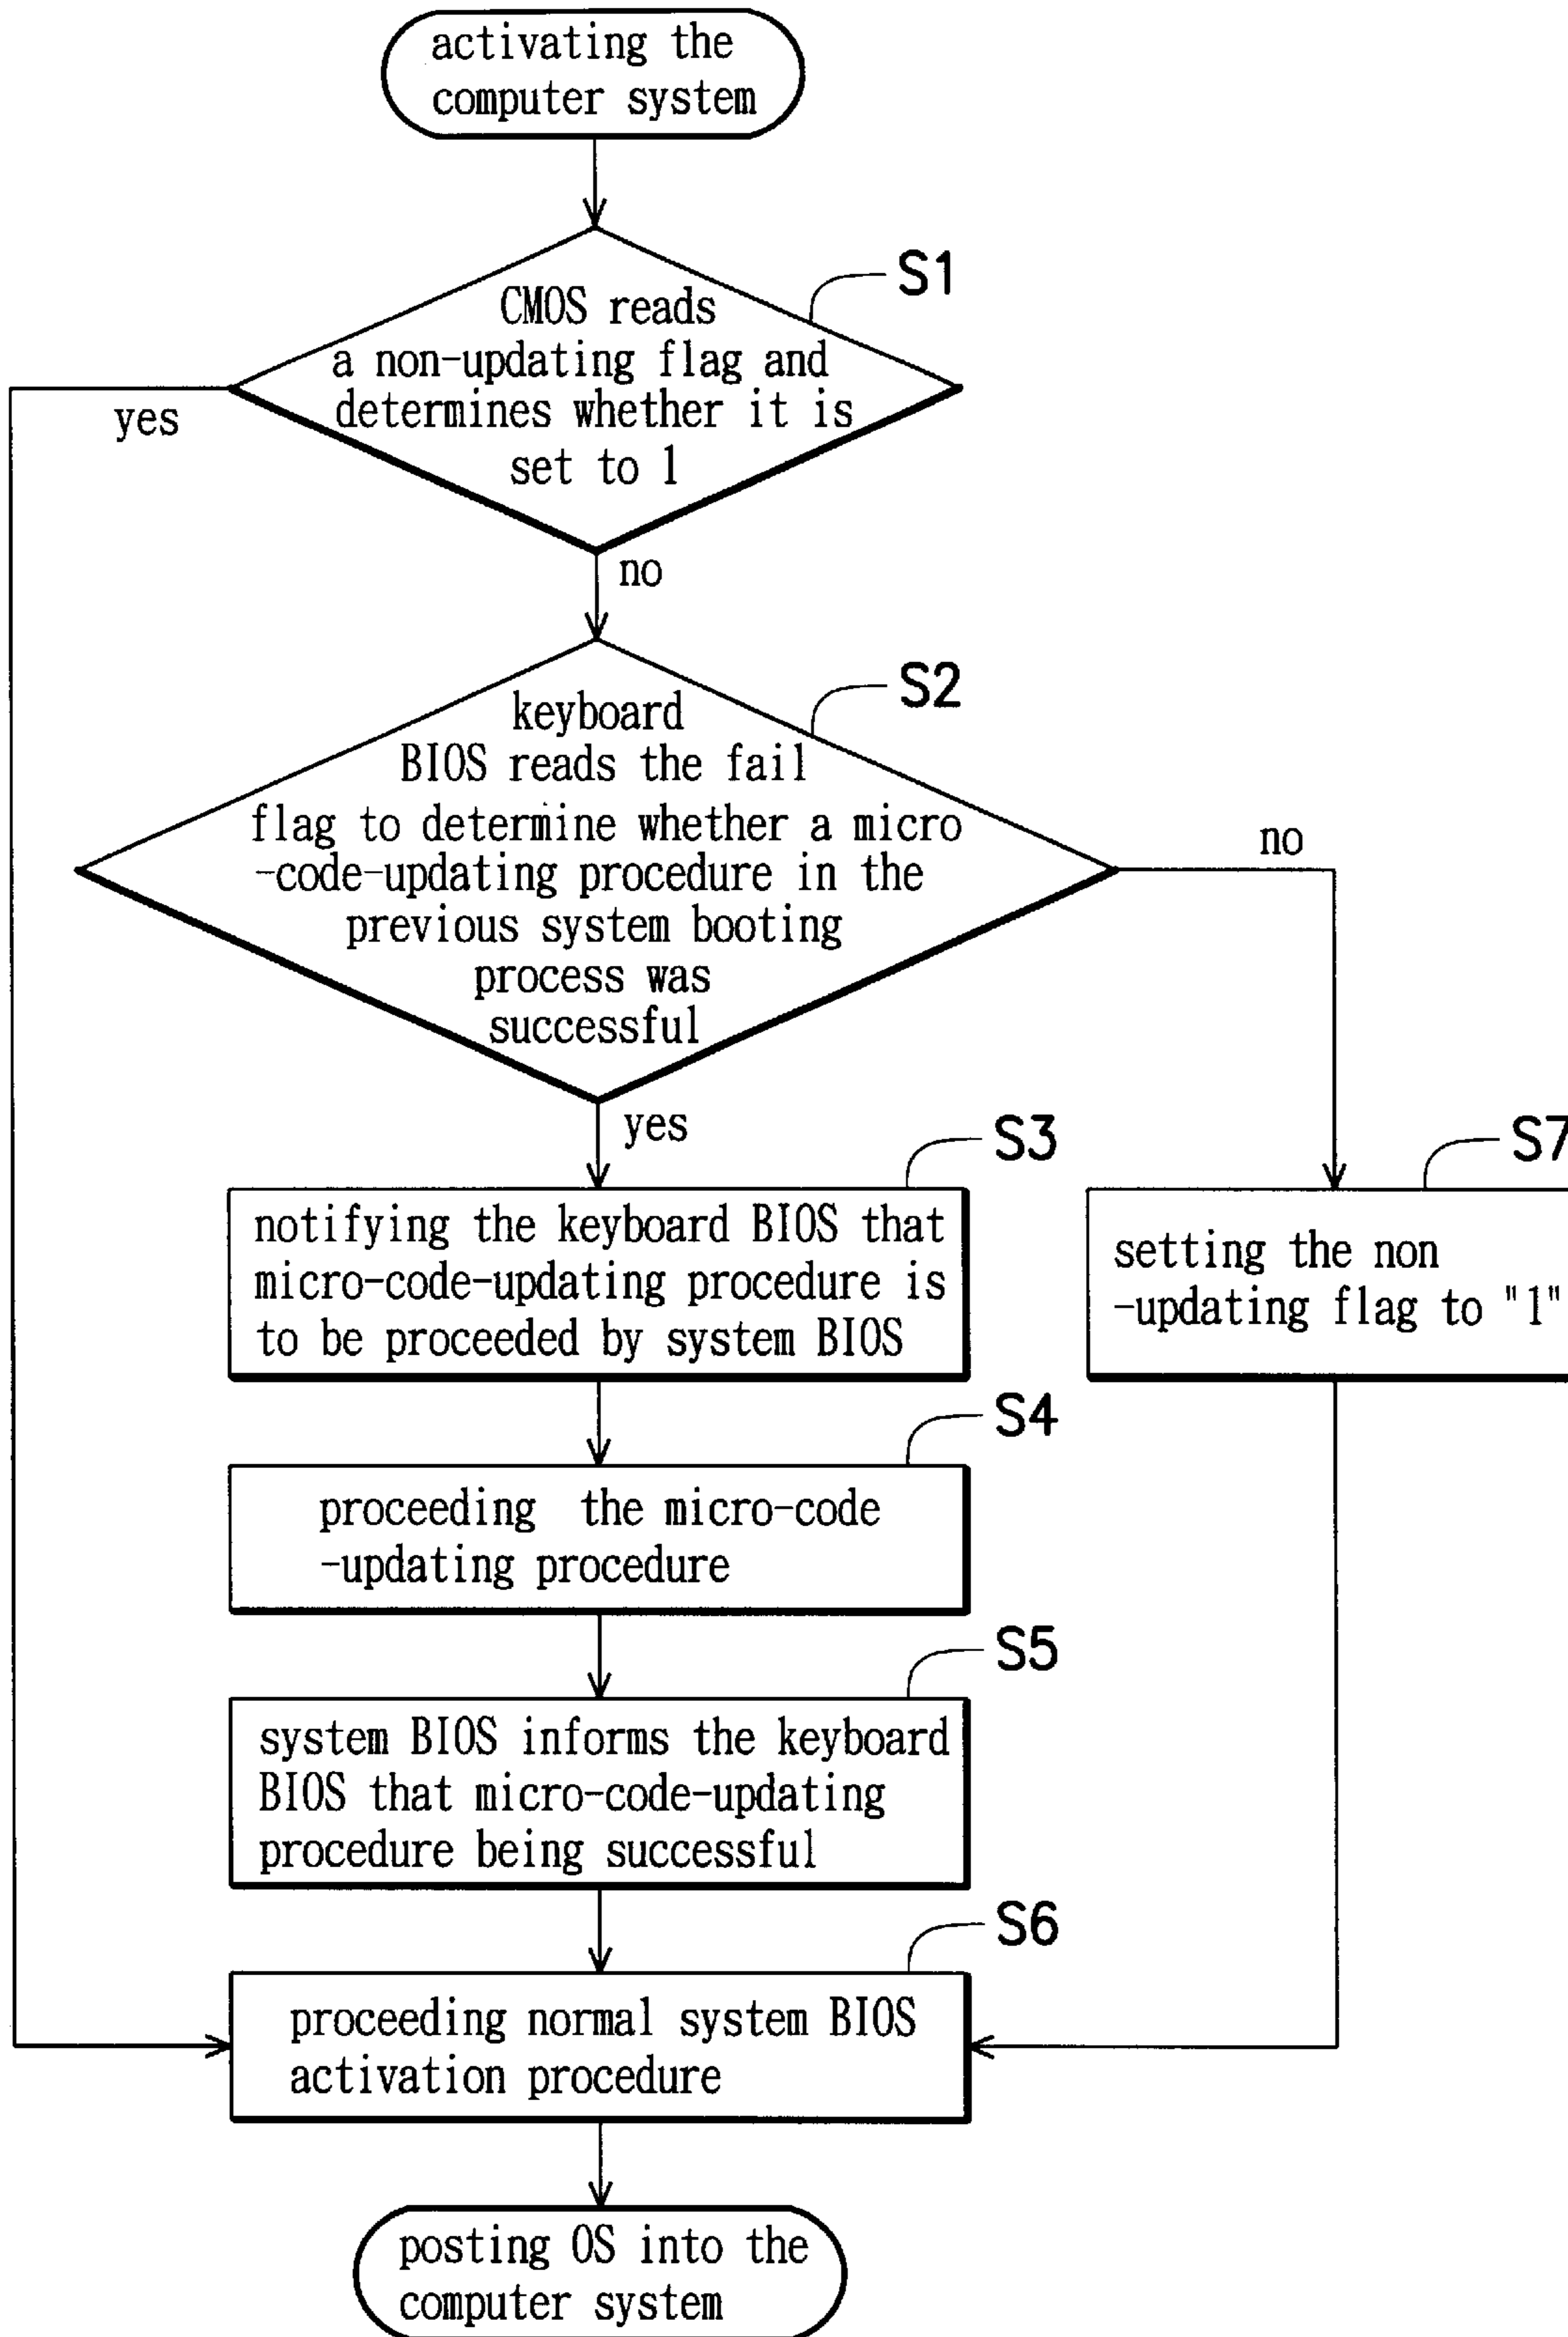 activating the
computer system
S1
CMOS reads
a non-updating flag and
determines whether it is
set to 1
yes
no
S2
keyboard
BIOS reads the fail
flag to determine whether a micro
-code-updating procedure in the
previous system booting
process was
successful
no
yes
S3
notifying the keyboard BIOS that
micro-code-updating procedure is
to be proceeded by system BIOS
S7
setting the non
-updating flag to "1"
S4
proceeding the micro-code
-updating procedure
S5
system BIOS informs the keyboard
BIOS that micro-code-updating
procedure being successful
S6
proceeding normal system BIOS
activation procedure
posting OS into the
computer system